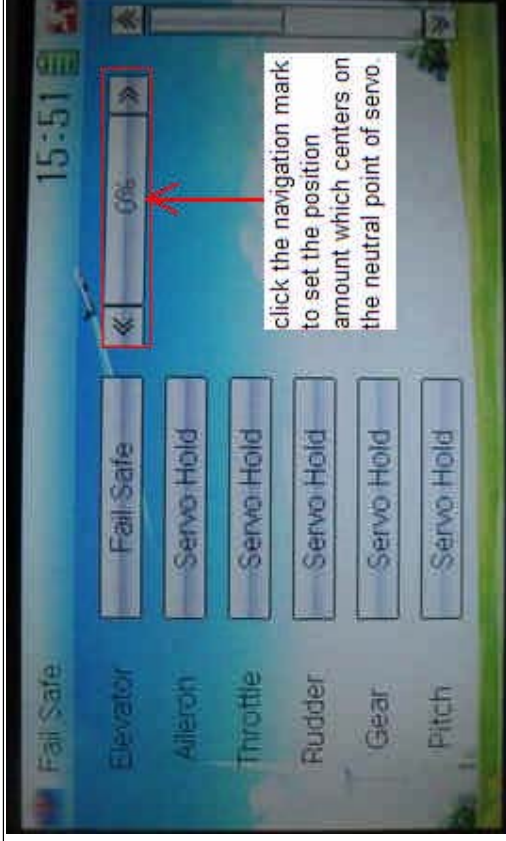 Fail Safe 15:51
Elevator Fail Safe 0%
Aileron Servo Hold
Throttle Servo Hold
Rudder Servo Hold
Gear Servo Hold
Pitch Servo Hold
click the navigation mark
to set the position
amount which centers on
the neutral point of servo.